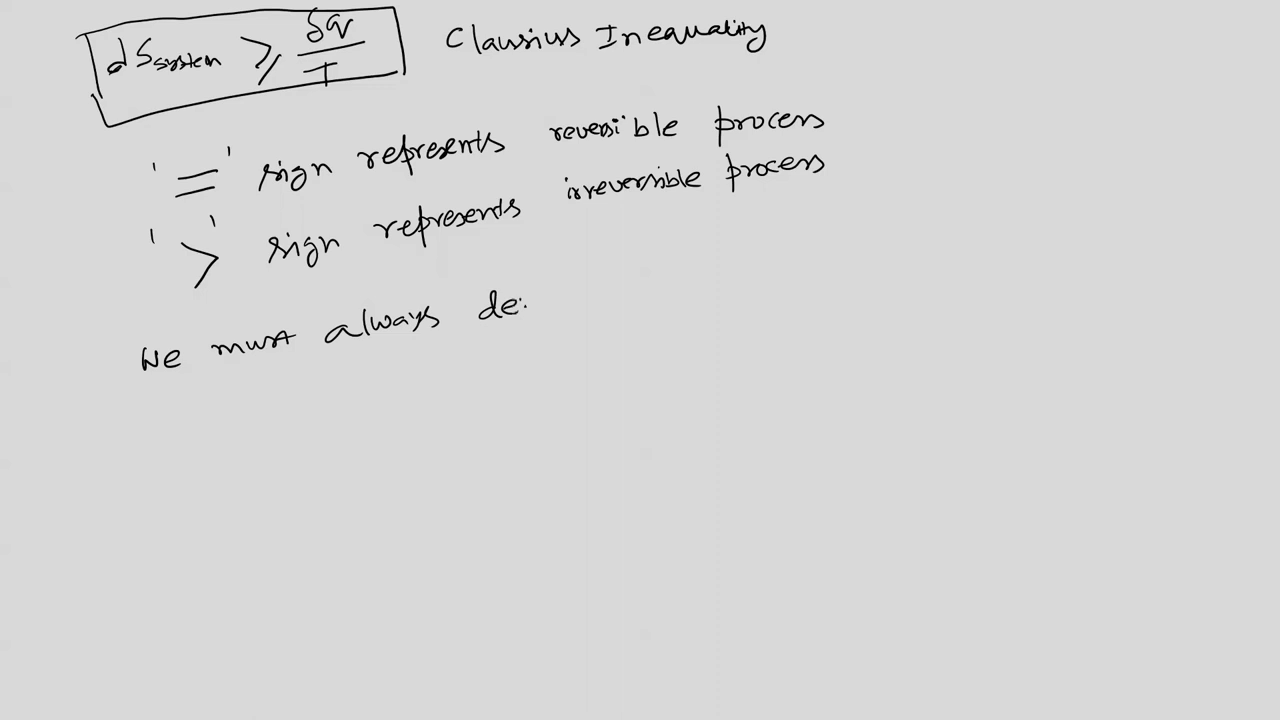 dS_system ≥ δq/T Clausius Inequality
'=' sign represents reversible process
'>' sign represents irreversible process
We must always de